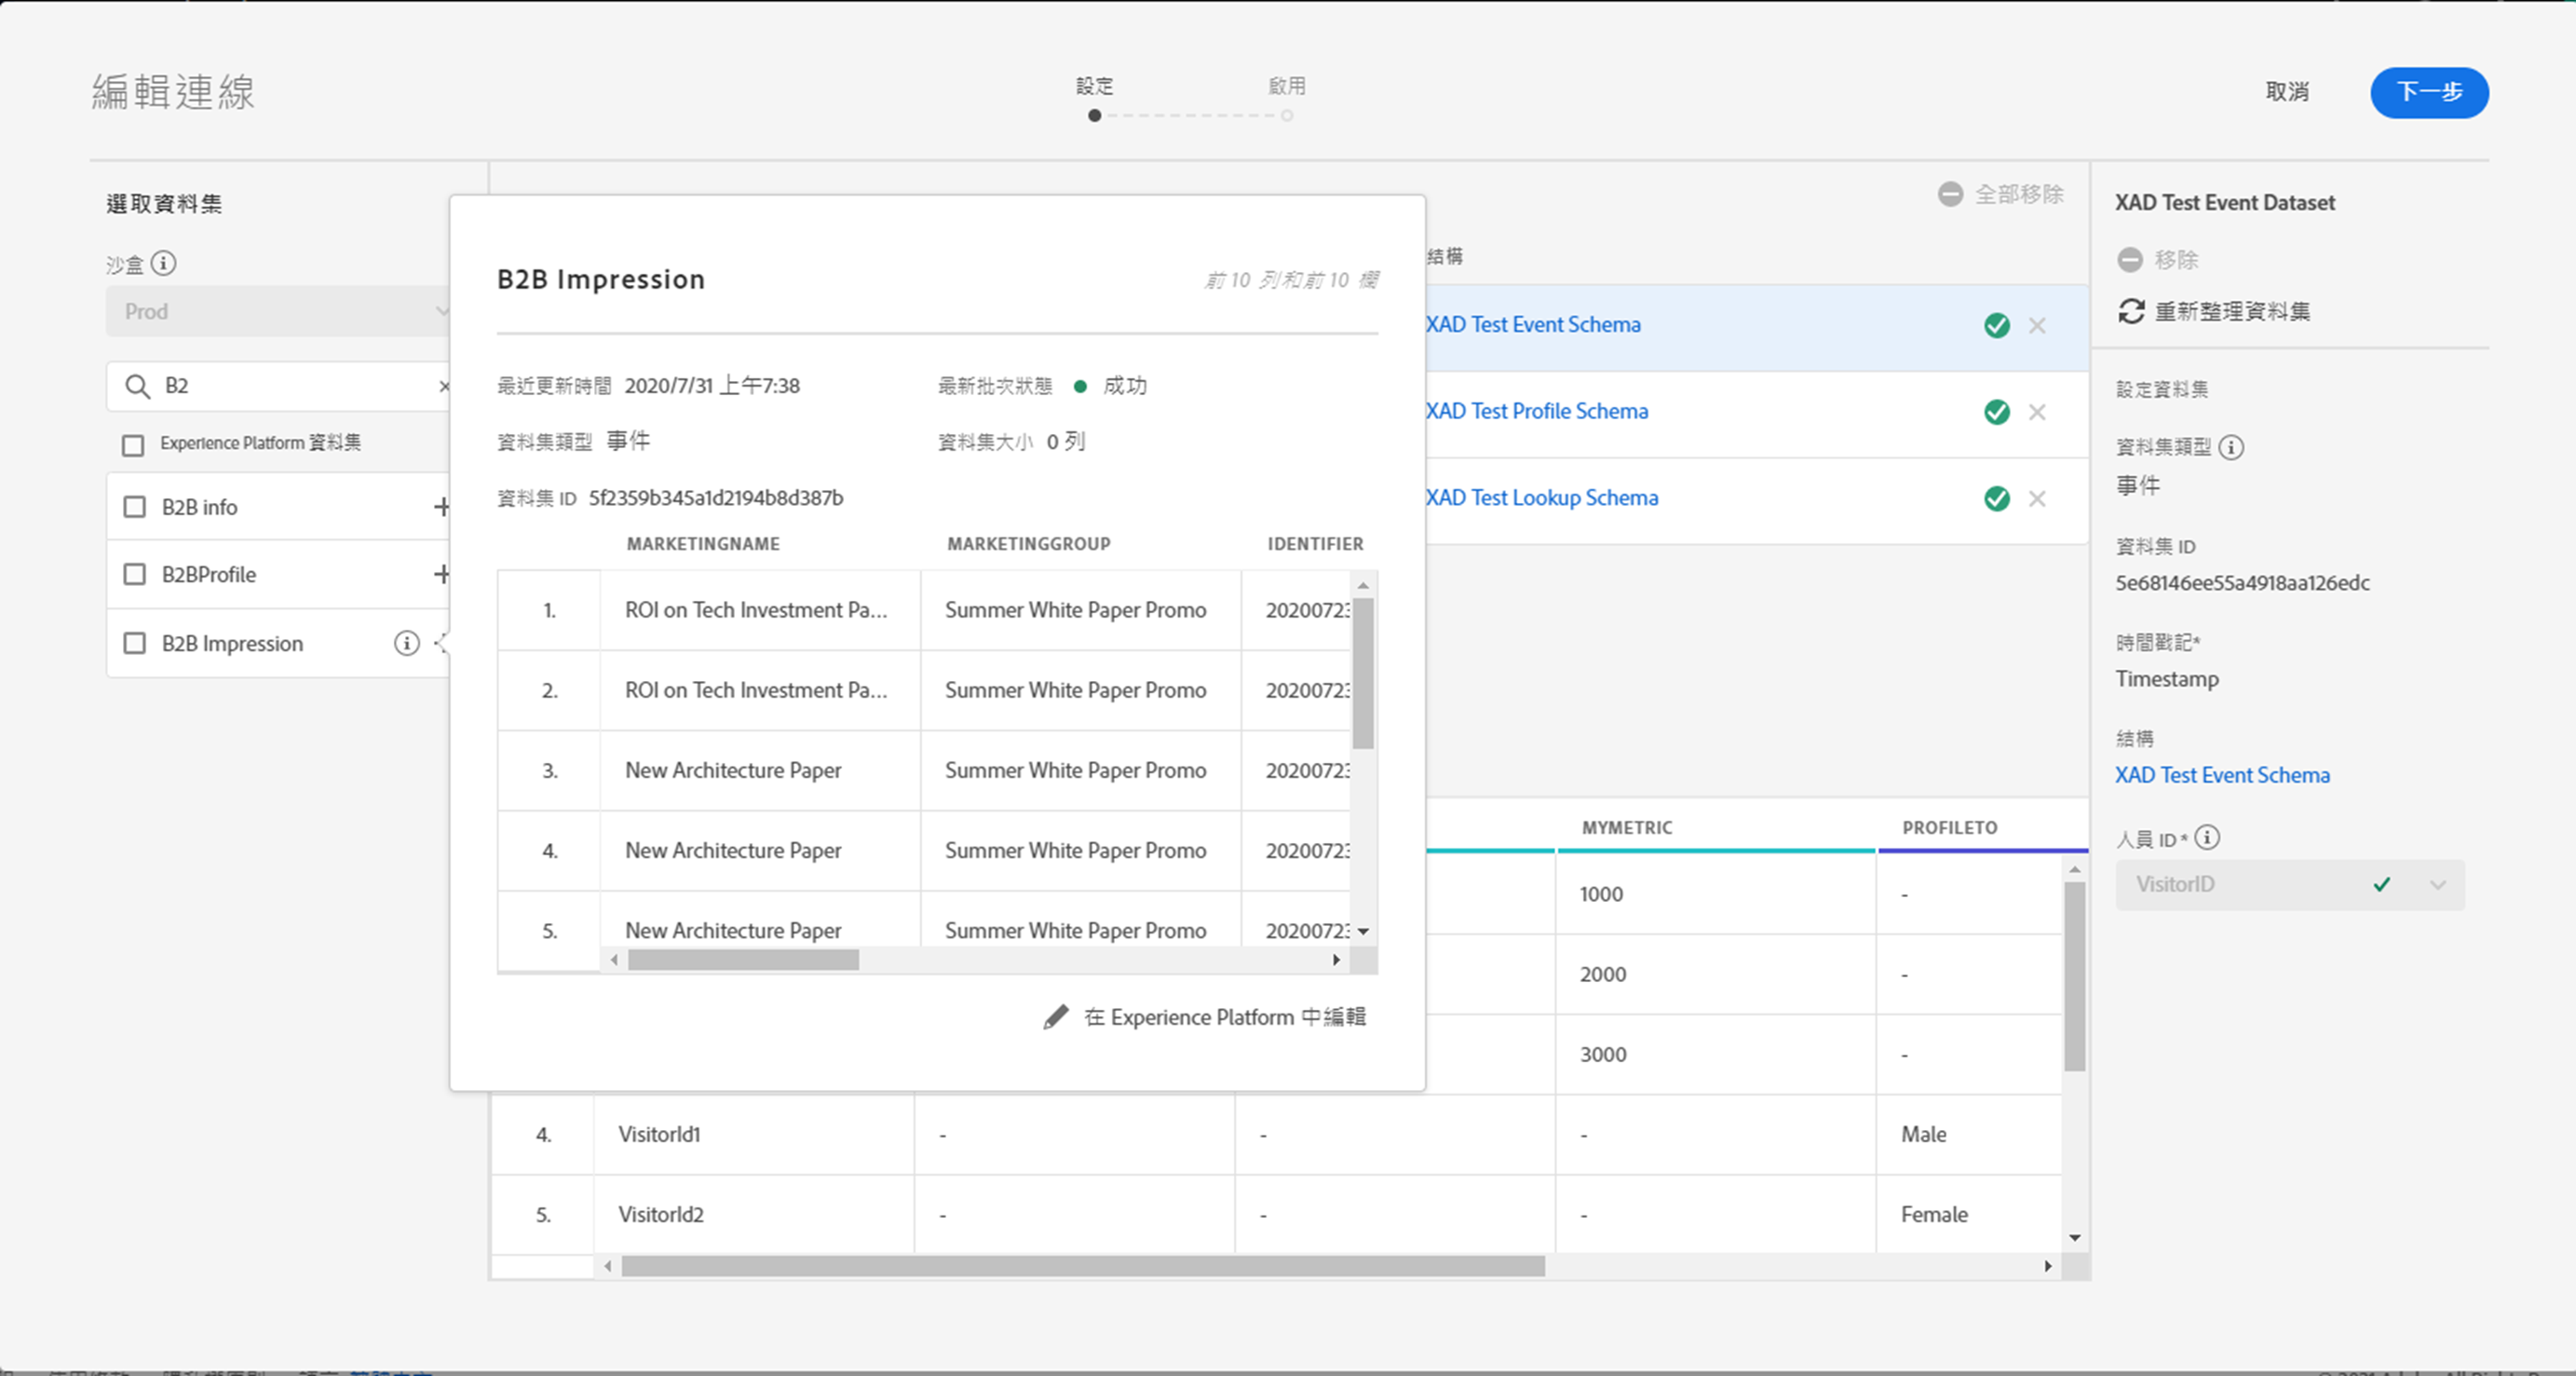 編輯連線
設定
啟用
取消
下一步
選取資料集
沙盒
Prod
B2
Experience Platform 資料集
B2B info
B2BProfile
B2B Impression
B2B Impression
前 10 列和前 10 欄
最近更新時間 2020/7/31 上午7:38
最新批次狀態 成功
資料集類型 事件
資料集大小 0 列
資料集 ID 5f2359b345a1d2194b8d387b
MARKETINGNAME MARKETINGGROUP IDENTIFIER
1. ROI on Tech Investment Pa... Summer White Paper Promo 20200723
2. ROI on Tech Investment Pa... Summer White Paper Promo 20200723
3. New Architecture Paper Summer White Paper Promo 20200723
4. New Architecture Paper Summer White Paper Promo 20200723
5. New Architecture Paper Summer White Paper Promo 20200723
在 Experience Platform 中編輯
全部移除
結構
XAD Test Event Schema
XAD Test Profile Schema
XAD Test Lookup Schema
MYMETRIC PROFILETO
1000 -
2000 -
3000 -
4. VisitorId1 - - - Male
5. VisitorId2 - - - Female
XAD Test Event Dataset
移除
重新整理資料集
設定資料集
資料集類型
事件
資料集 ID
5e68146ee55a4918aa126edc
時間戳記*
Timestamp
結構
XAD Test Event Schema
人員 ID *
VisitorID